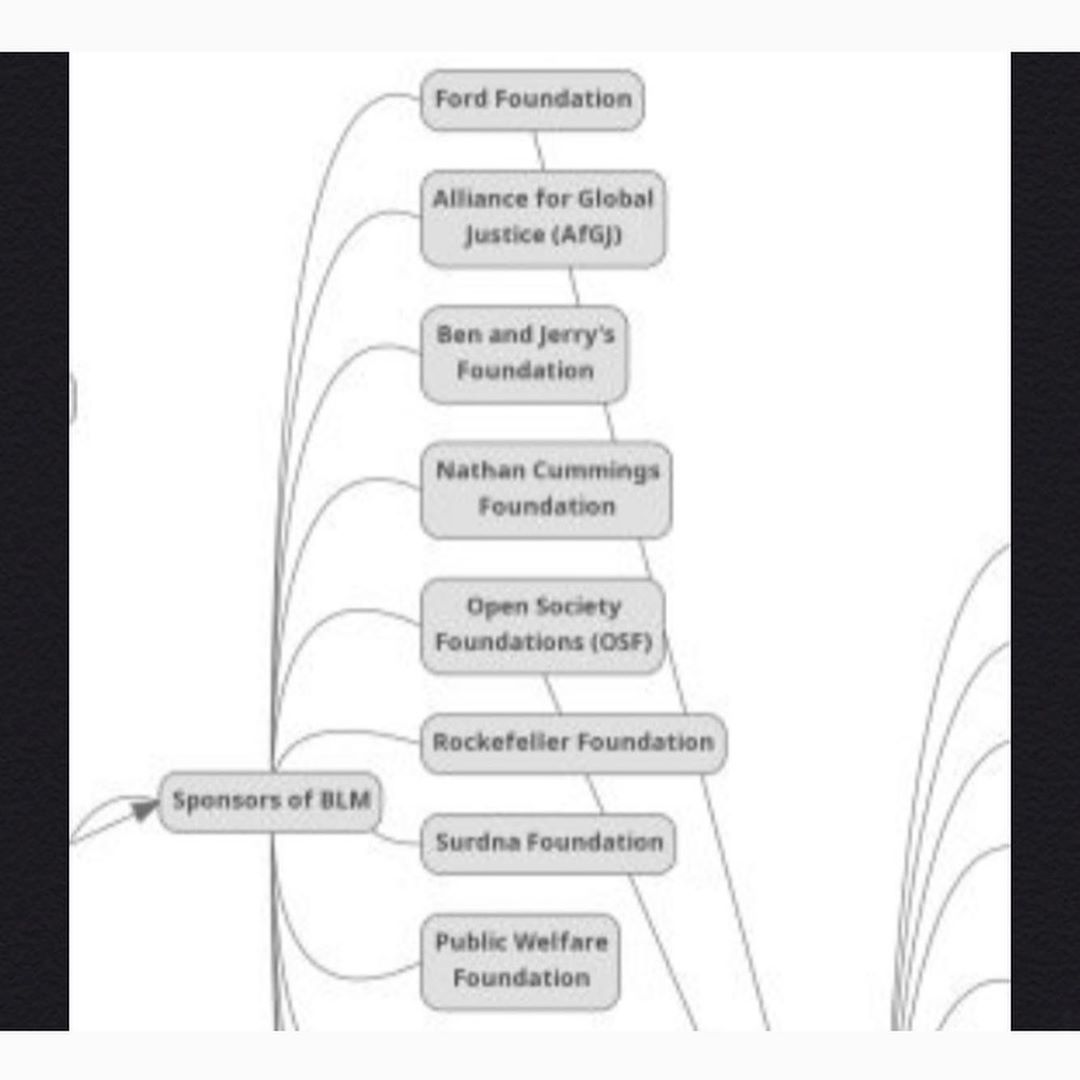 Ford Foundation
Alliance for Global
Justice (AfGJ)
Ben and Jerry's
Foundation
Nathan Cummings
Foundation
Open Society
Foundations (OSF)
Rockefeller Foundation
Sponsors of BLM
Surdna Foundation
Public Welfare
Foundation